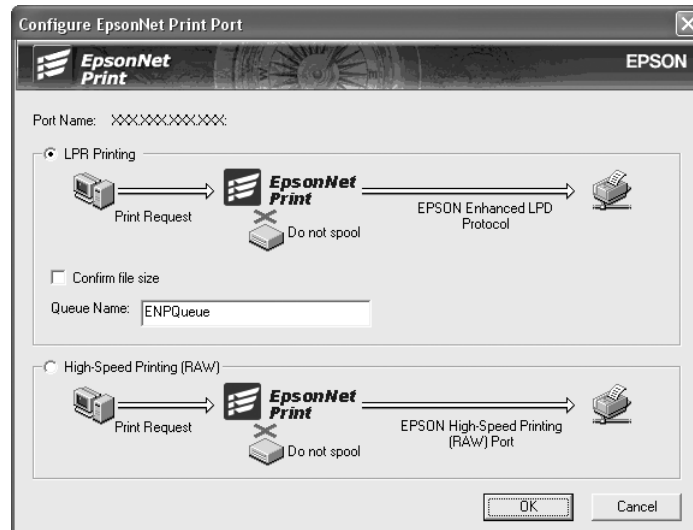 Configure EpsonNet Print Port
EpsonNet
Print
EPSON
Port Name: XXX.XXX.XXX.XXX:
LPR Printing
Print Request
EpsonNet
Print
Do not spool
EPSON Enhanced LPD
Protocol
Confirm file size
Queue Name: ENPQueue
High-Speed Printing (RAW)
Print Request
EpsonNet
Print
Do not spool
EPSON High-Speed Printing
(RAW) Port
OK
Cancel